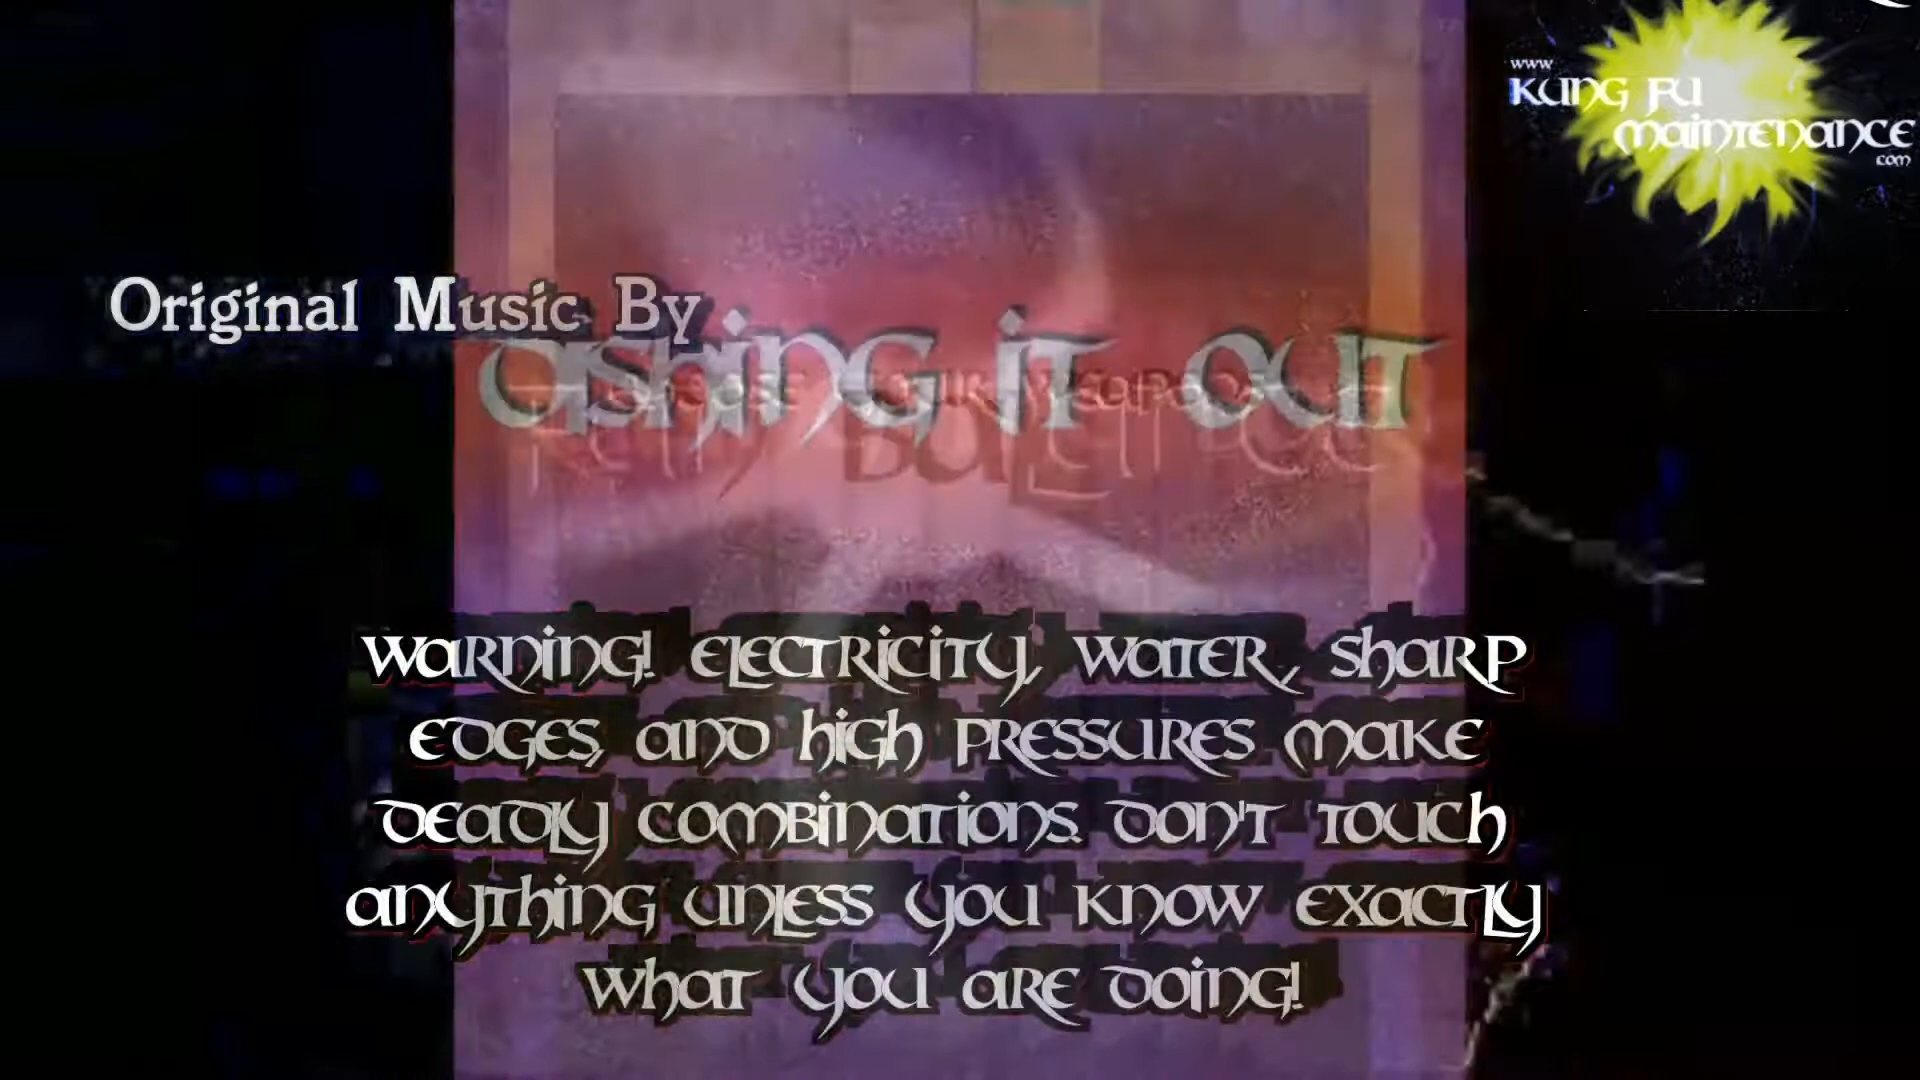 www
Kung Fu
Maintenance
.com
Original Music By
Dishing it Out
Warning! Electricity, Water, Sharp
Edges, and High Pressures Make
Deadly Combinations. Don't Touch
Anything Unless You Know Exactly
What You Are Doing!